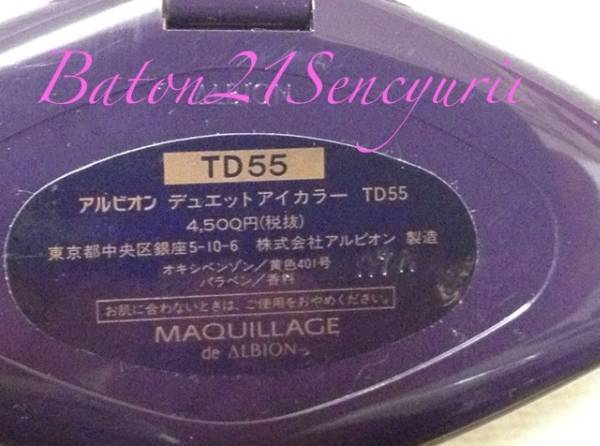 Baton21Sencyurii
ALBION
TD55
アルビオン デュエットアイカラー TD55
4,500円(税抜)
東京都中央区銀座5-10-6 株式会社アルビオン 製造
オキシベンゾン/黄色401号
パラベン/香料
お肌に合わないときは、ご使用をおやめください。
MAQUILLAGE
de ALBION